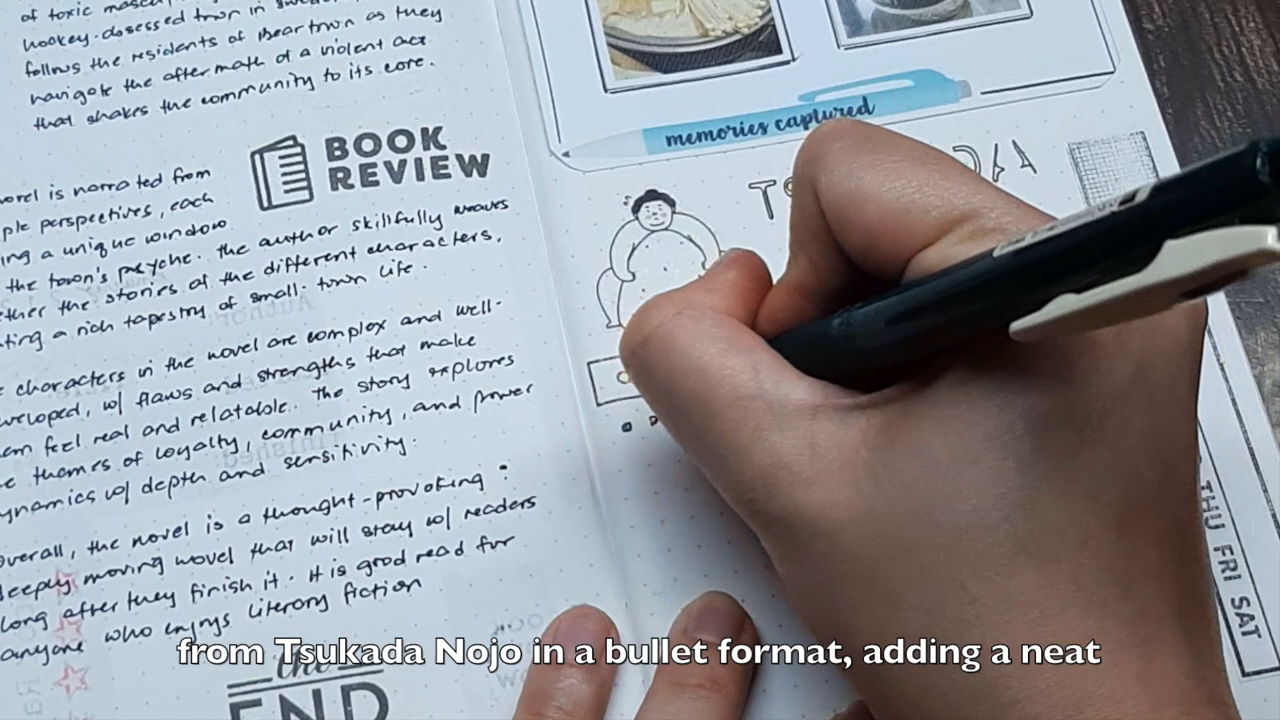 of toxic
hockey-obsessed town in
follows the residents of Beartown as they
navigate the aftermath of a violent act
that shakes the community to its core.
BOOK
REVIEW
novel is narrated from
ple perspectives, each
ing a unique window
the town's psyche. the author skillfully weaves
ether the stories of the different characters,
ating a rich tapestry of small-town life.
characters in the novel are complex and well-
veloped, w/ flaws and strengths that make
em feel real and relatable. The story explores
themes of loyalty, community, and power
ynamics w/ depth and sensitivity.
overall, the novel is a thought-provoking :
deeply moving novel that will stay w/ readers
long after they finish it. It is good read for
anyone who enjoys literary fiction
the
END
memories captured
THU FRI SAT
from Tsukada Nojo in a bullet format, adding a neat